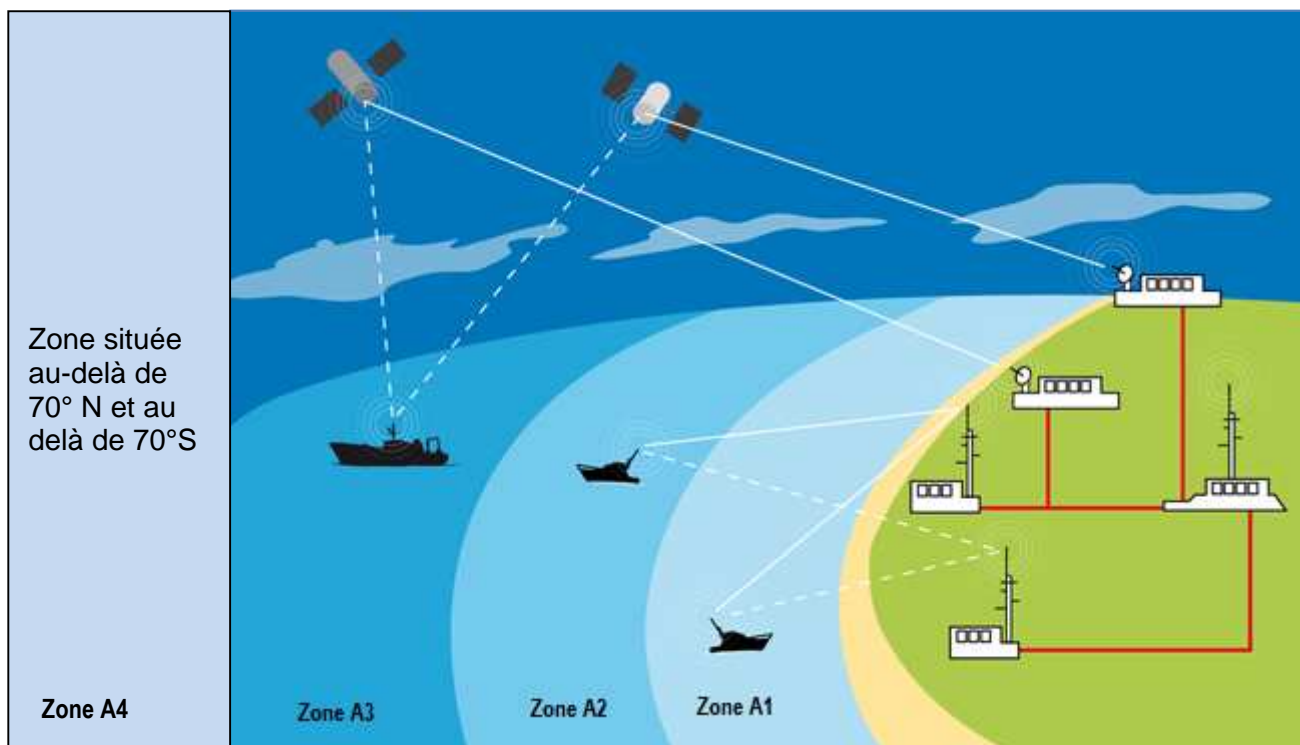 Zone située
au-delà de
70° N et au
delà de 70°S
Zone A4
Zone A3
Zone A2
Zone A1